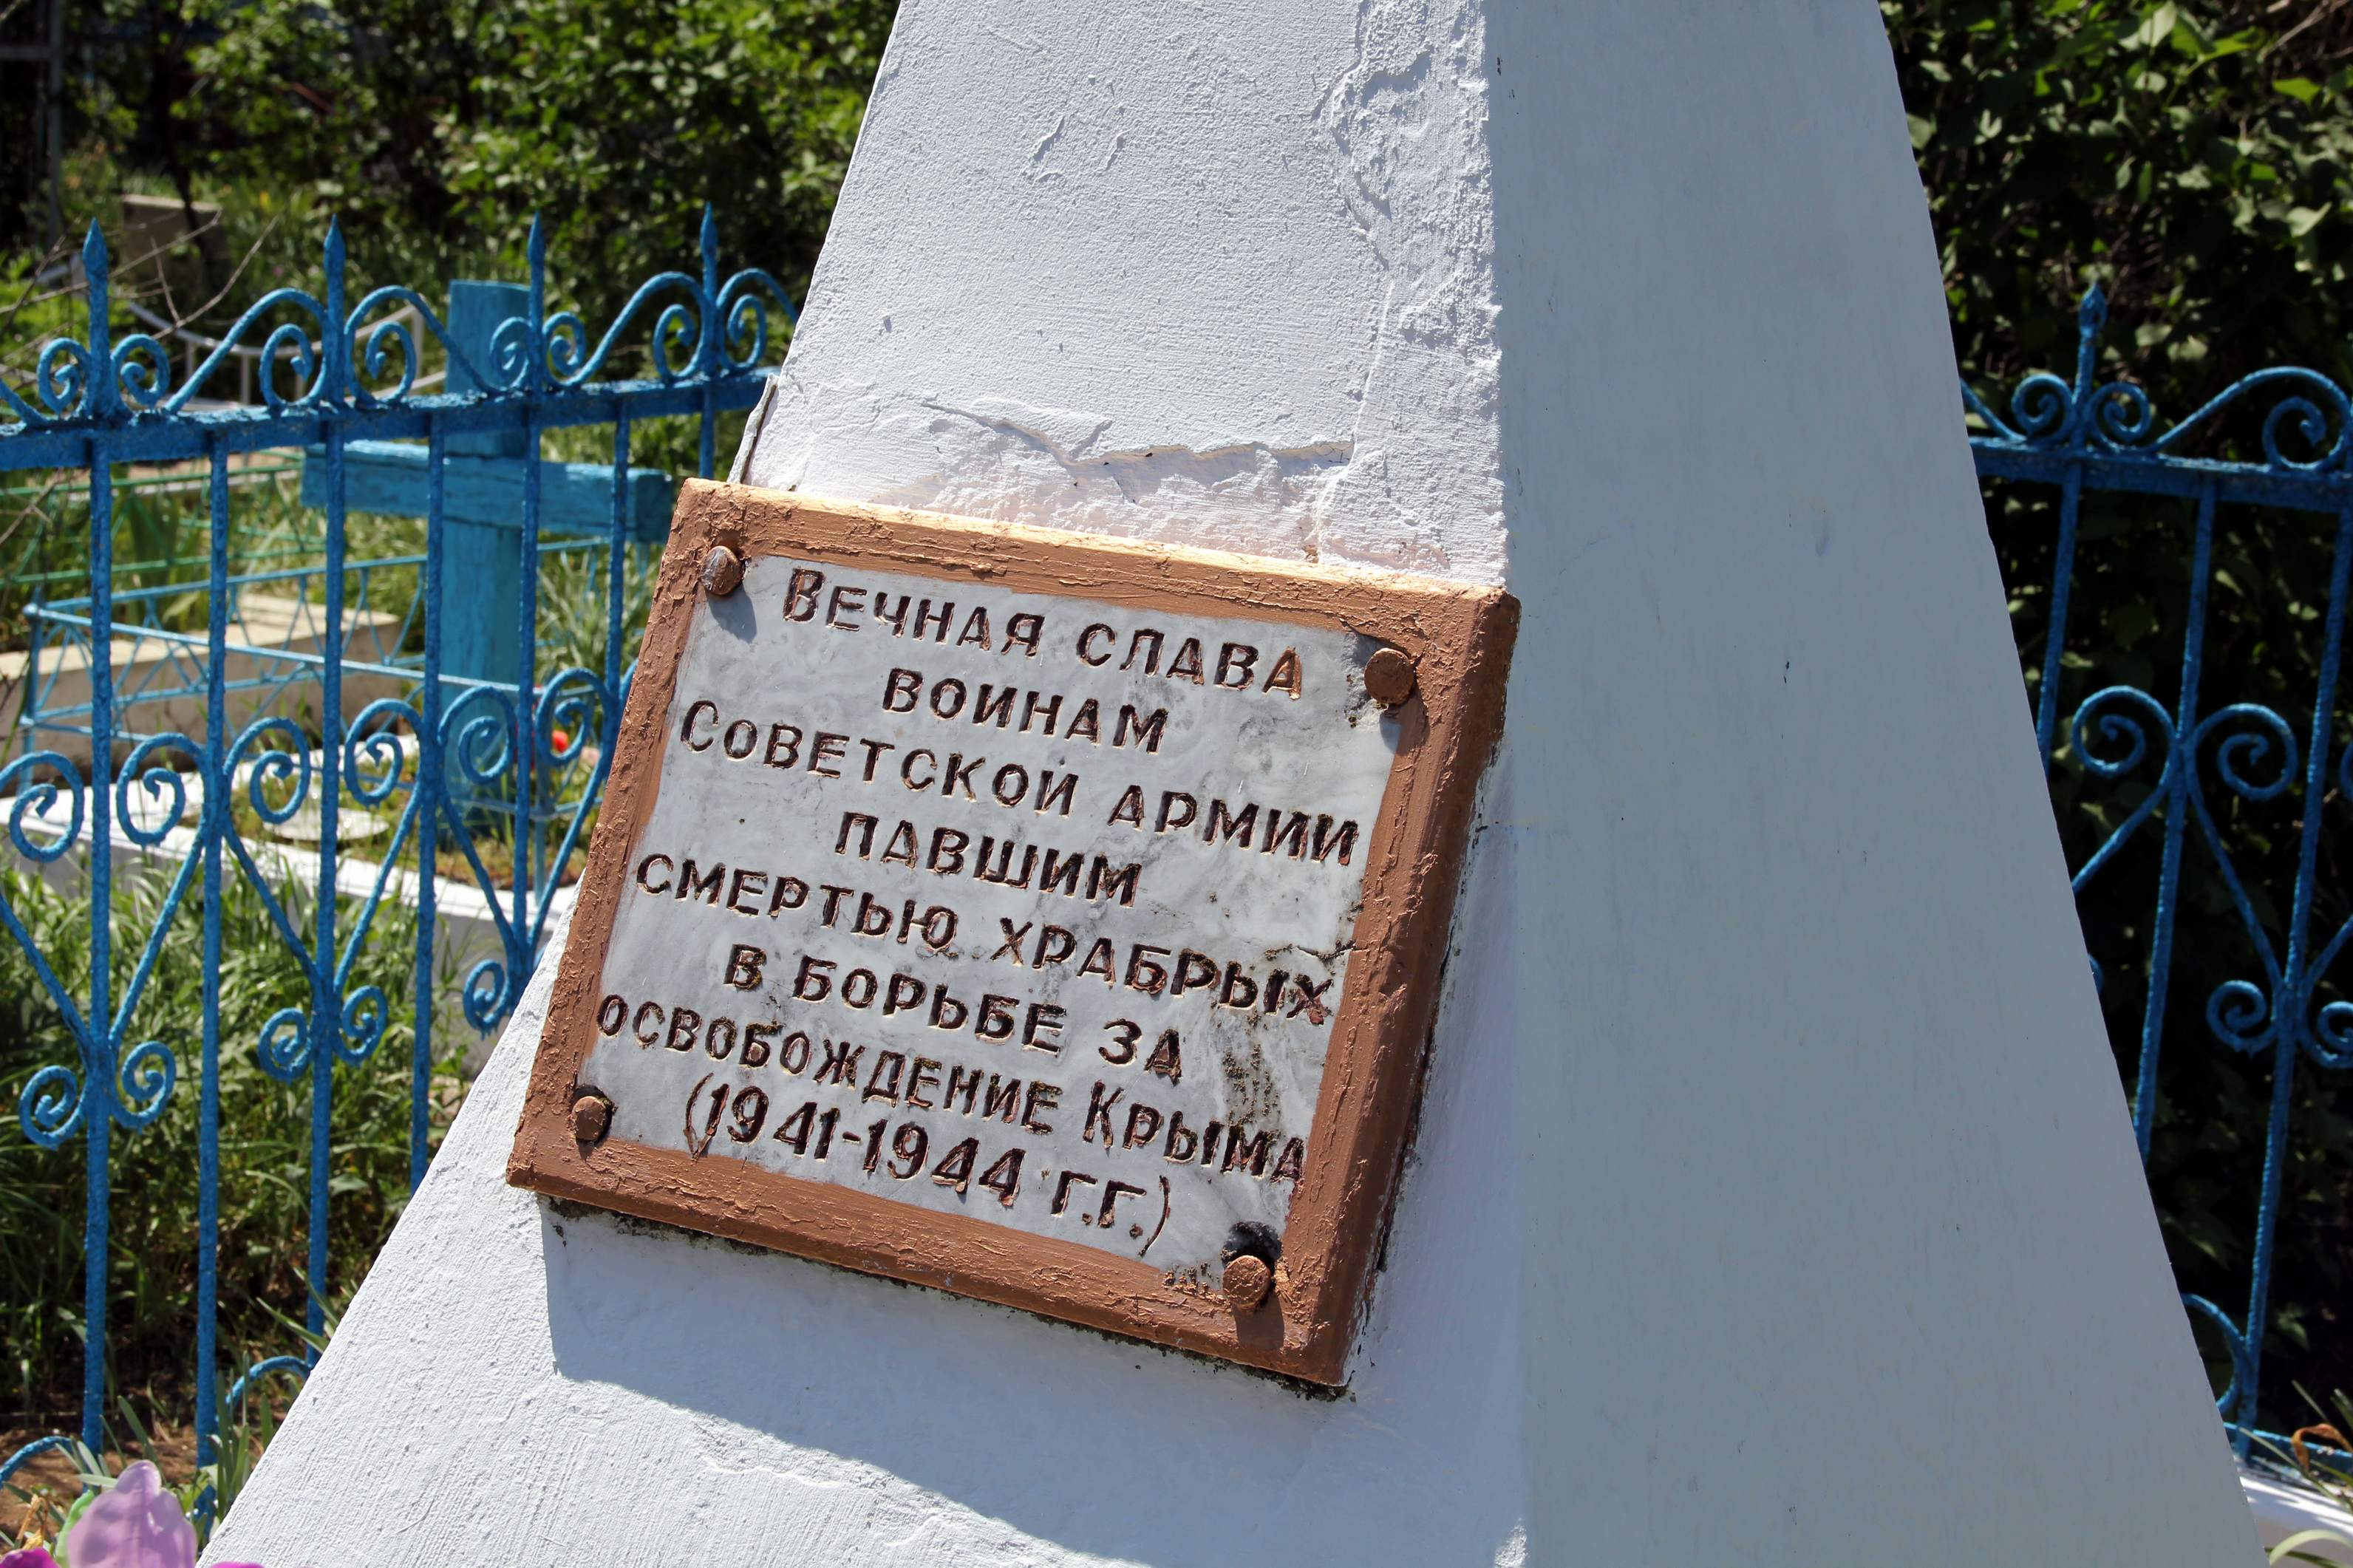 Вечная слава
воинам
Советской армии
павшим
смертью храбрых
в борьбе за
освобождение Крыма
(1941-1944 г.г.)